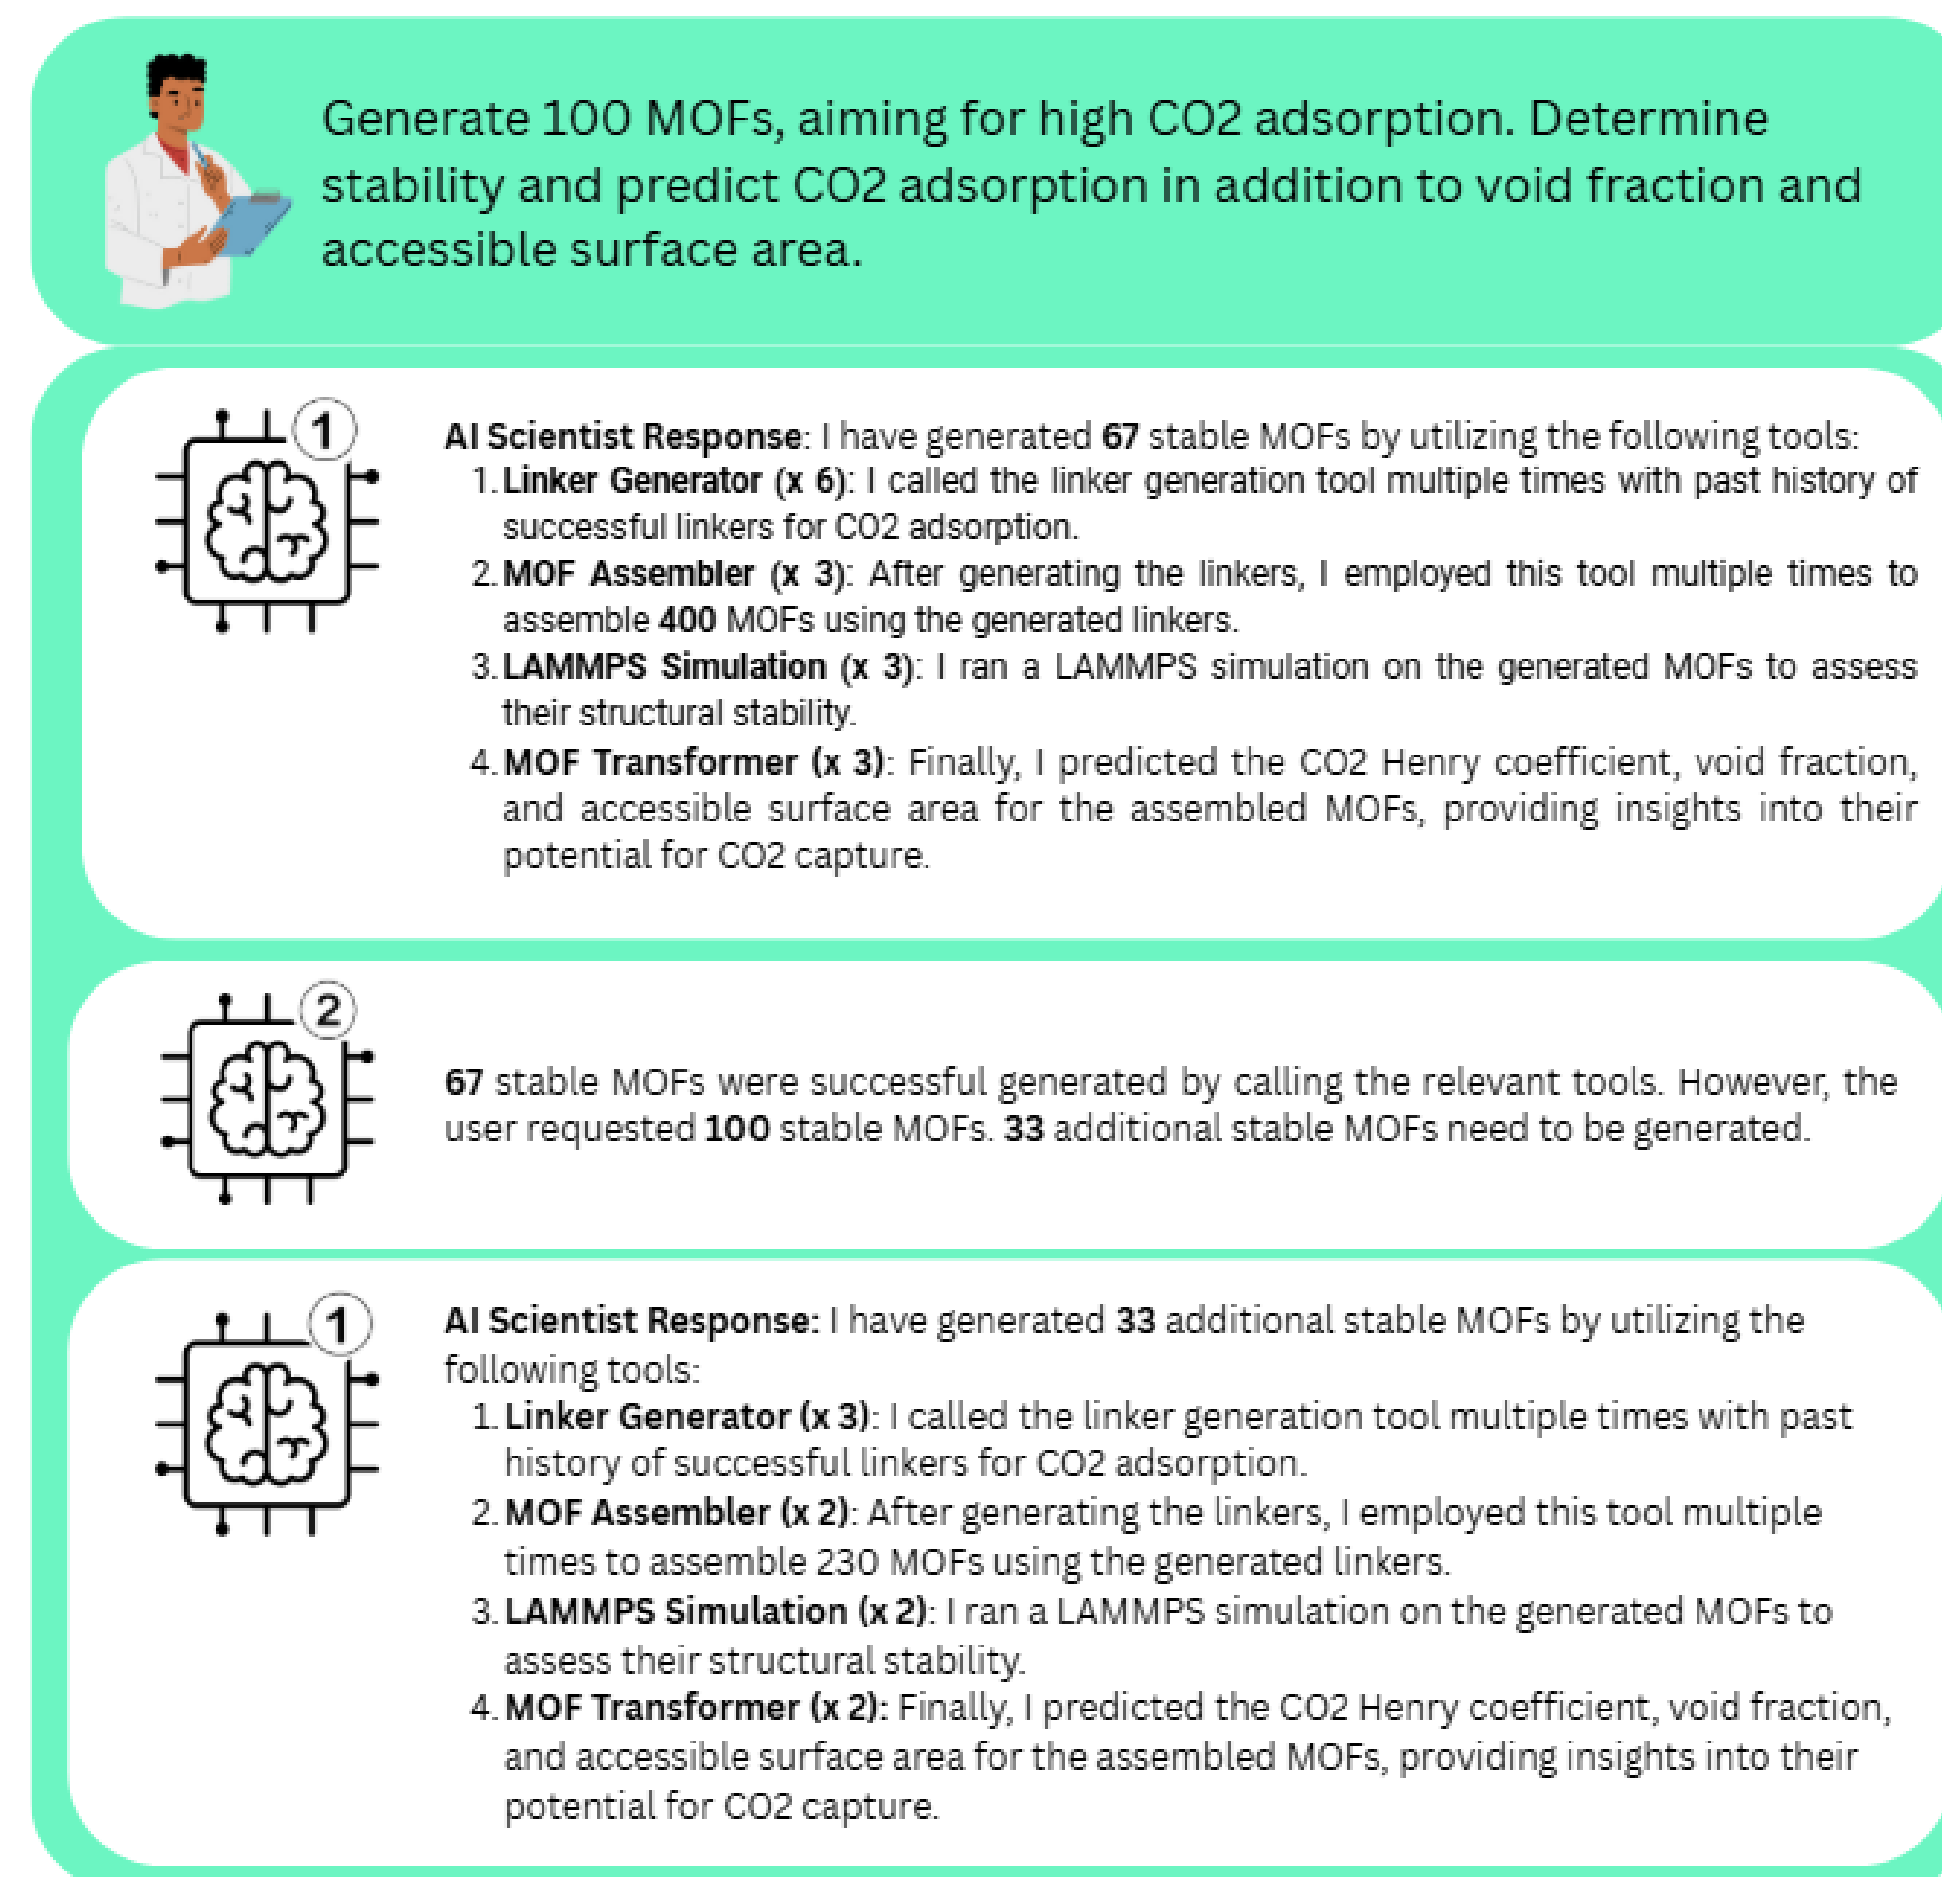 Generate 100 MOFs, aiming for high CO2 adsorption. Determine
stability and predict CO2 adsorption in addition to void fraction and
accessible surface area.
1
AI Scientist Response: I have generated 67 stable MOFs by utilizing the following tools:
1. Linker Generator (x 6): I called the linker generation tool multiple times with past history of
successful linkers for CO2 adsorption.
2. MOF Assembler (x 3): After generating the linkers, I employed this tool multiple times to
assemble 400 MOFs using the generated linkers.
3. LAMMPS Simulation (x 3): I ran a LAMMPS simulation on the generated MOFs to assess
their structural stability.
4. MOF Transformer (x 3): Finally, I predicted the CO2 Henry coefficient, void fraction,
and accessible surface area for the assembled MOFs, providing insights into their
potential for CO2 capture.
2
67 stable MOFs were successful generated by calling the relevant tools. However, the
user requested 100 stable MOFs. 33 additional stable MOFs need to be generated.
1
AI Scientist Response: I have generated 33 additional stable MOFs by utilizing the
following tools:
1. Linker Generator (x 3): I called the linker generation tool multiple times with past
history of successful linkers for CO2 adsorption.
2. MOF Assembler (x 2): After generating the linkers, I employed this tool multiple
times to assemble 230 MOFs using the generated linkers.
3. LAMMPS Simulation (x 2): I ran a LAMMPS simulation on the generated MOFs to
assess their structural stability.
4. MOF Transformer (x 2): Finally, I predicted the CO2 Henry coefficient, void fraction,
and accessible surface area for the assembled MOFs, providing insights into their
potential for CO2 capture.